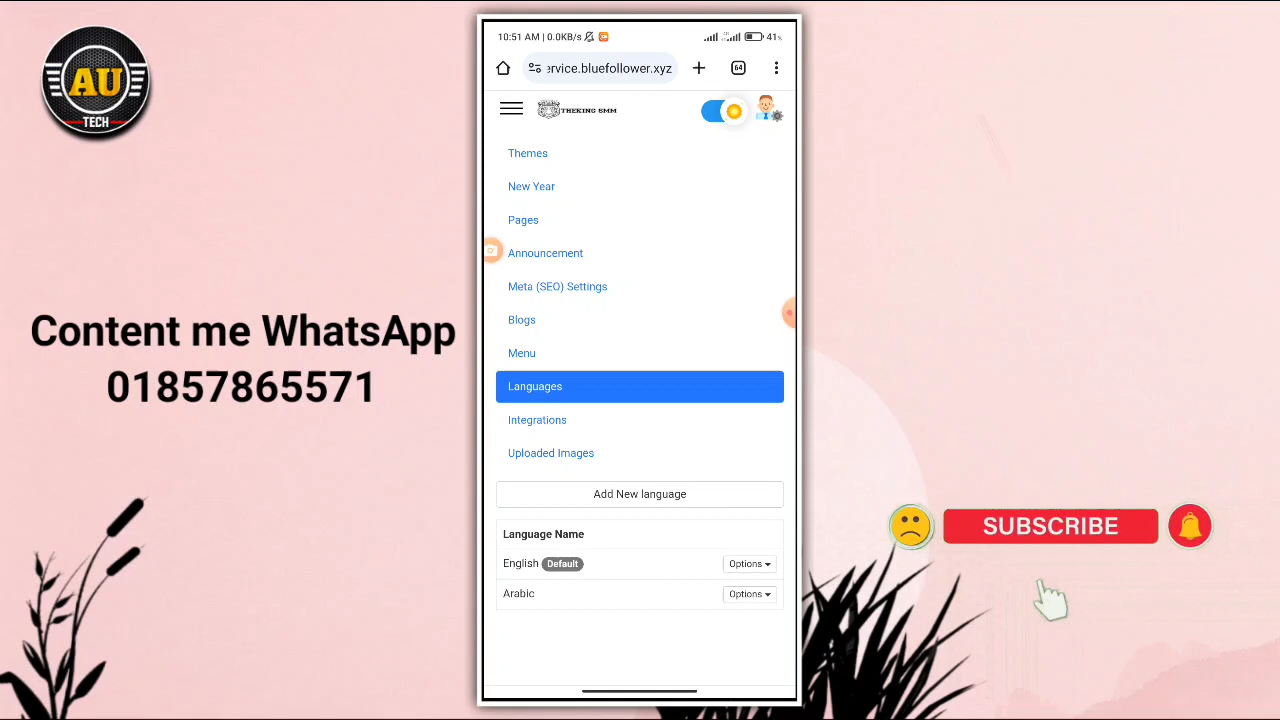 AU
TECH
Content me WhatsApp
01857865571
10:51 AM | 0.0KB/s
41%
ervice.bluefollower.xyz
64
THEKING SMM
Themes
New Year
Pages
Announcement
Meta (SEO) Settings
Blogs
Menu
Languages
Integrations
Uploaded Images
Add New language
Language Name
English Default
Options
Arabic
Options
SUBSCRIBE